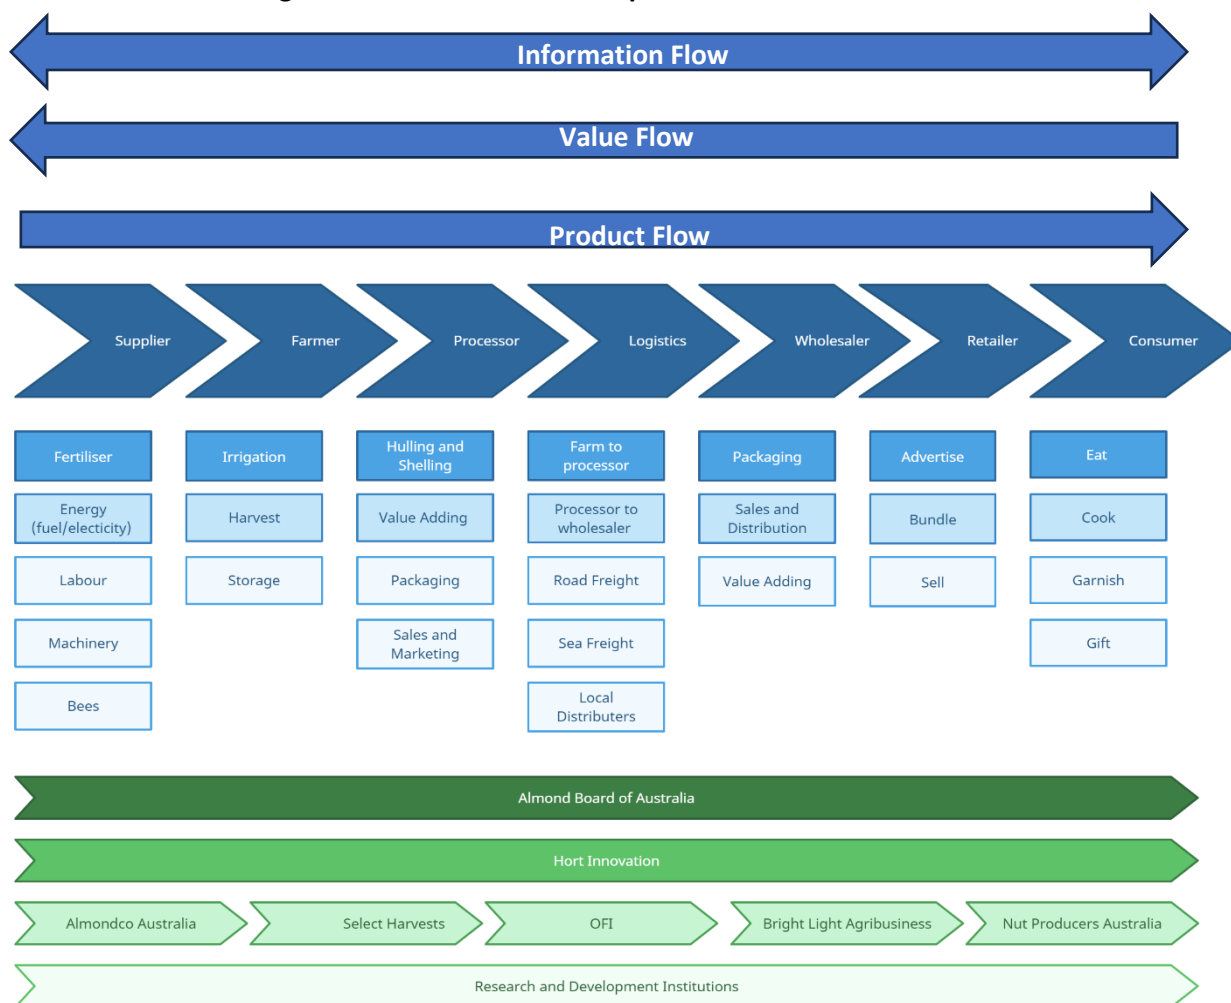 Information Flow
Value Flow
Product Flow
Supplier
Farmer
Processor
Logistics
Wholesaler
Retailer
Consumer
Fertiliser
Irrigation
Hulling and
Shelling
Farm to
processor
Packaging
Advertise
Eat
Energy
(fuel/electicity)
Harvest
Value Adding
Processor to
wholesaler
Sales and
Distribution
Bundle
Cook
Labour
Storage
Packaging
Road Freight
Value Adding
Sell
Garnish
Machinery
Sales and
Marketing
Sea Freight
Gift
Bees
Local
Distributers
Almond Board of Australia
Hort Innovation
Almondco Australia
Select Harvests
OFI
Bright Light Agribusiness
Nut Producers Australia
Research and Development Institutions